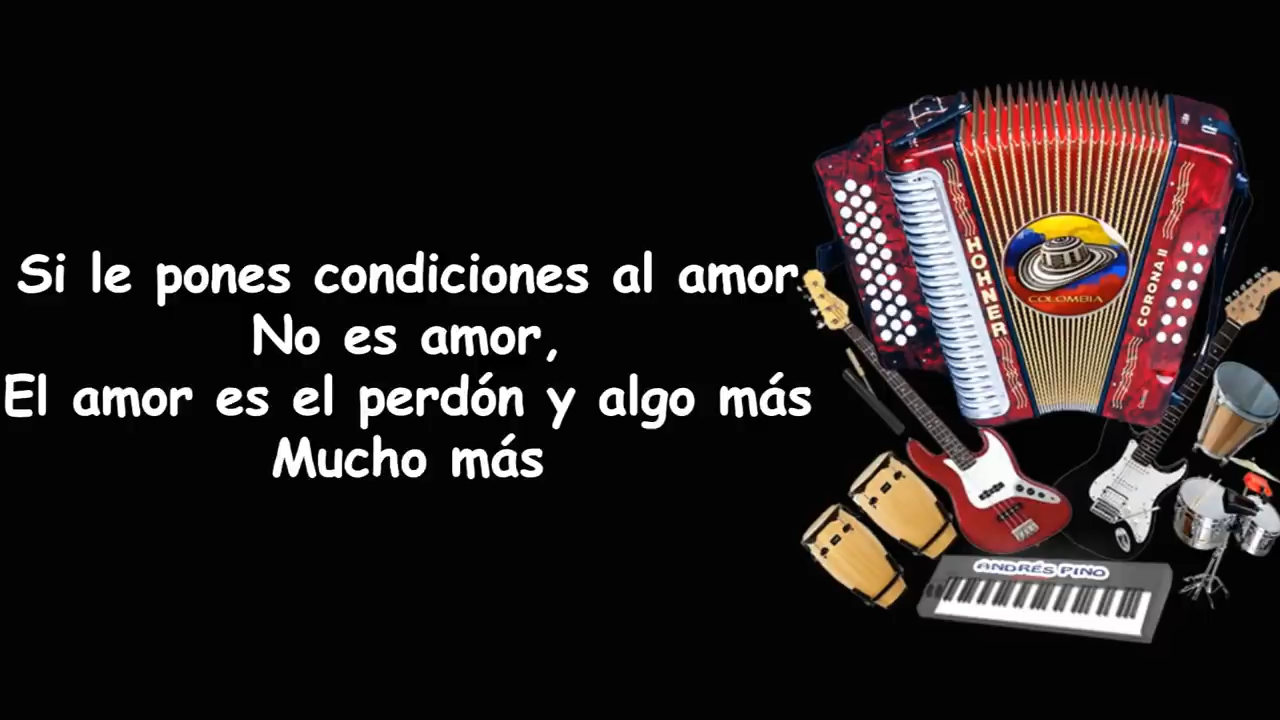 Si le pones condiciones al amor
No es amor,
El amor es el perdón y algo más
Mucho más
HOHNER
COLOMBIA
CORONA II
ANDRÉS PINO